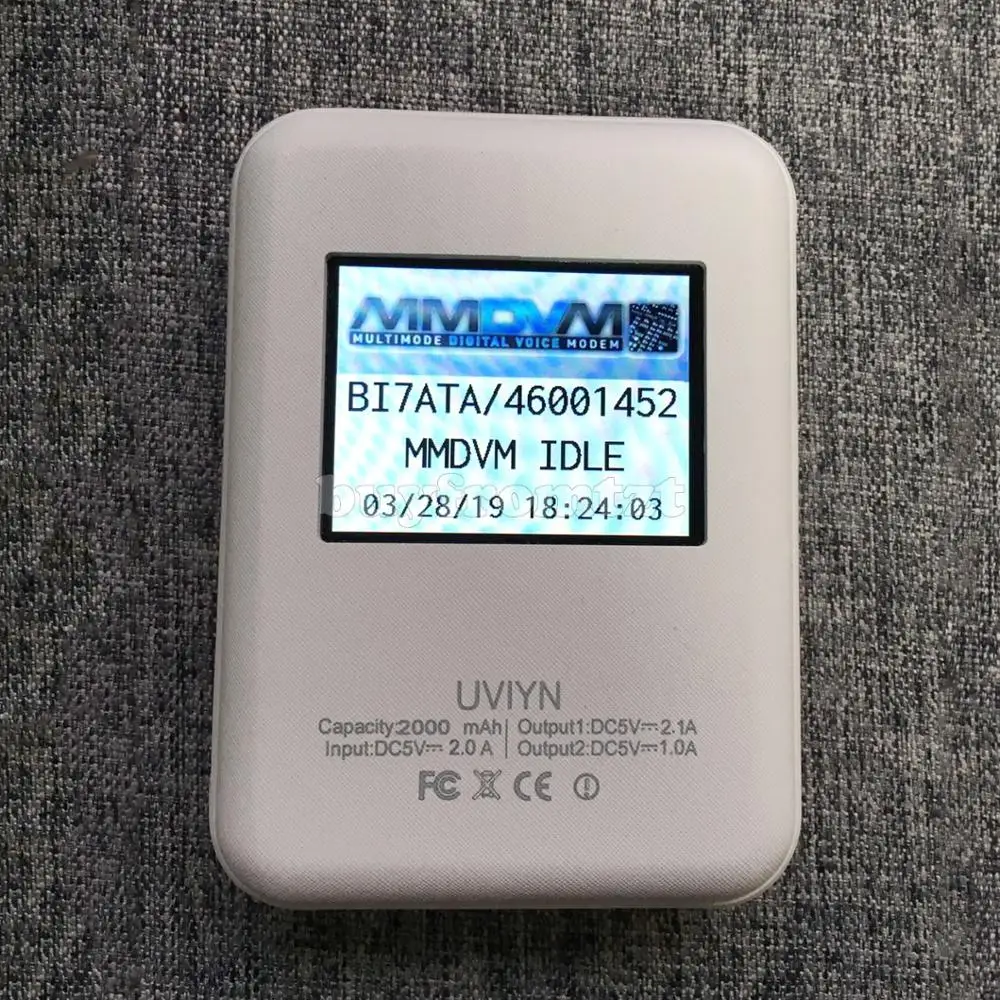 MMDVM
MULTIMODE DIGITAL VOICE MODEM
BI7ATA/46001452
MMDVM IDLE
buyfromtzt
03/28/19 18:24:03
UVIYN
Capacity:2000 mAh | Output1:DC5V⎓2.1A
Input:DC5V⎓ 2.0 A | Output2:DC5V⎓1.0A
FC CE